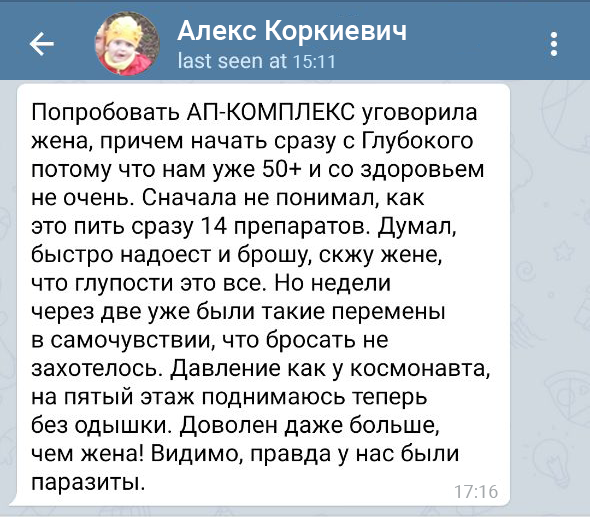 Алекс Коркиевич
last seen at 15:11
Попробовать АП-КОМПЛЕКС уговорила
жена, причем начать сразу с Глубокого
потому что нам уже 50+ и со здоровьем
не очень. Сначала не понимал, как
это пить сразу 14 препаратов. Думал,
быстро надоест и брошу, скжу жене,
что глупости это все. Но недели
через две уже были такие перемены
в самочувствии, что бросать не
захотелось. Давление как у космонавта,
на пятый этаж поднимаюсь теперь
без одышки. Доволен даже больше,
чем жена! Видимо, правда у нас были
паразиты.
17:16